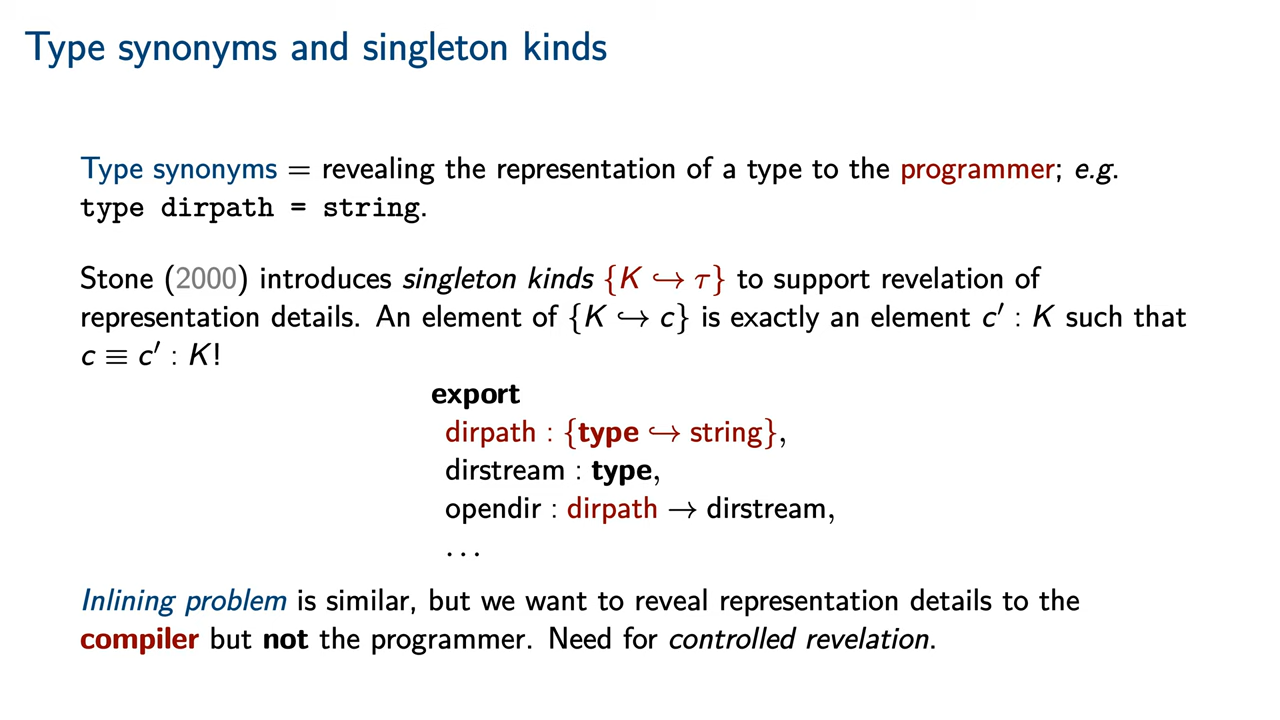 Type synonyms and singleton kinds
Type synonyms = revealing the representation of a type to the programmer; e.g.
type dirpath = string.
Stone (2000) introduces singleton kinds {K ↪ τ} to support revelation of
representation details. An element of {K ↪ c} is exactly an element c′ : K such that
c ≡ c′ : K!
export
dirpath : {type ↪ string},
dirstream : type,
opendir : dirpath → dirstream,
...
Inlining problem is similar, but we want to reveal representation details to the
compiler but not the programmer. Need for controlled revelation.